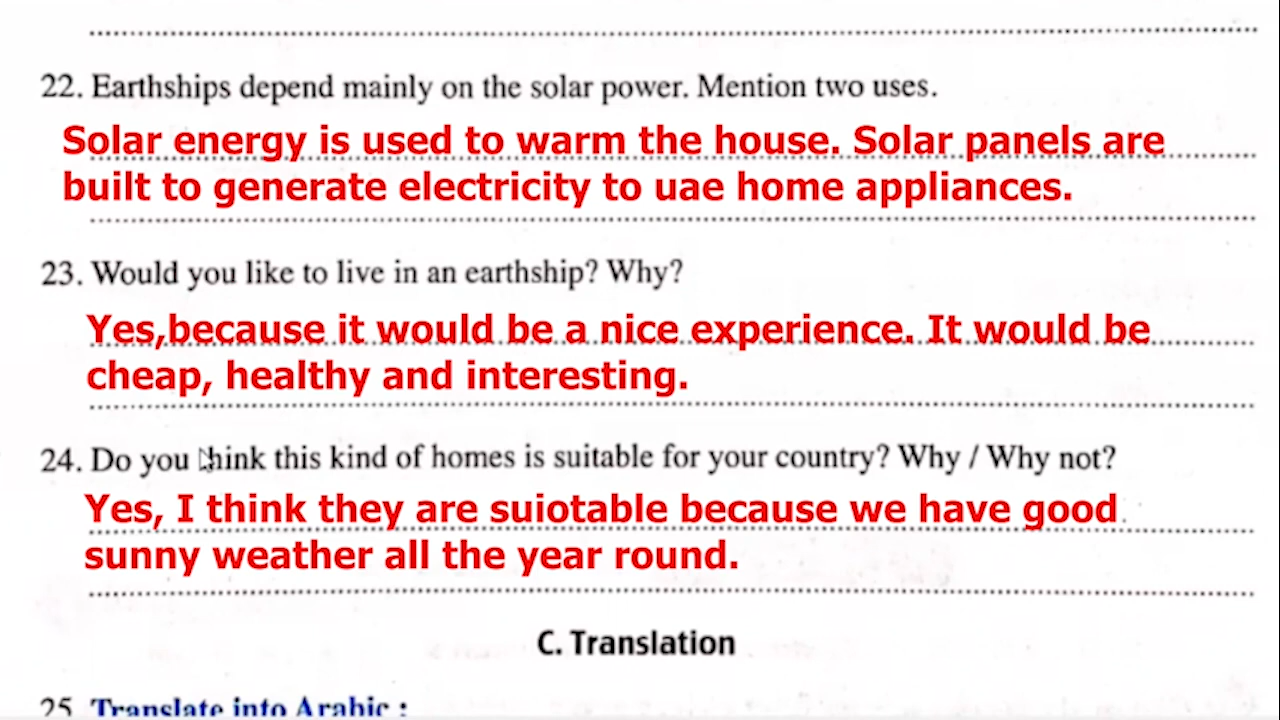 22. Earthships depend mainly on the solar power. Mention two uses.
Solar energy is used to warm the house. Solar panels are
built to generate electricity to uae home appliances.
23. Would you like to live in an earthship? Why?
Yes,because it would be a nice experience. It would be
cheap, healthy and interesting.
24. Do you think this kind of homes is suitable for your country? Why / Why not?
Yes, I think they are suiotable because we have good
sunny weather all the year round.
C. Translation
25. Translate into Arabic :